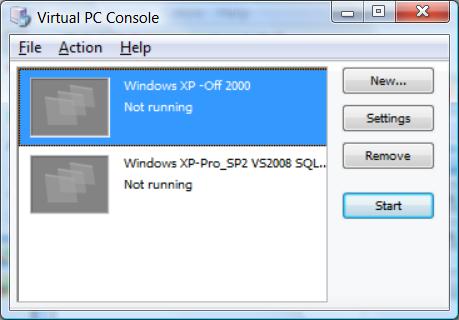 Virtual PC Console
File Action Help
Windows XP -Off 2000
Not running
Windows XP-Pro_SP2 VS2008 SQL...
Not running
New...
Settings
Remove
Start